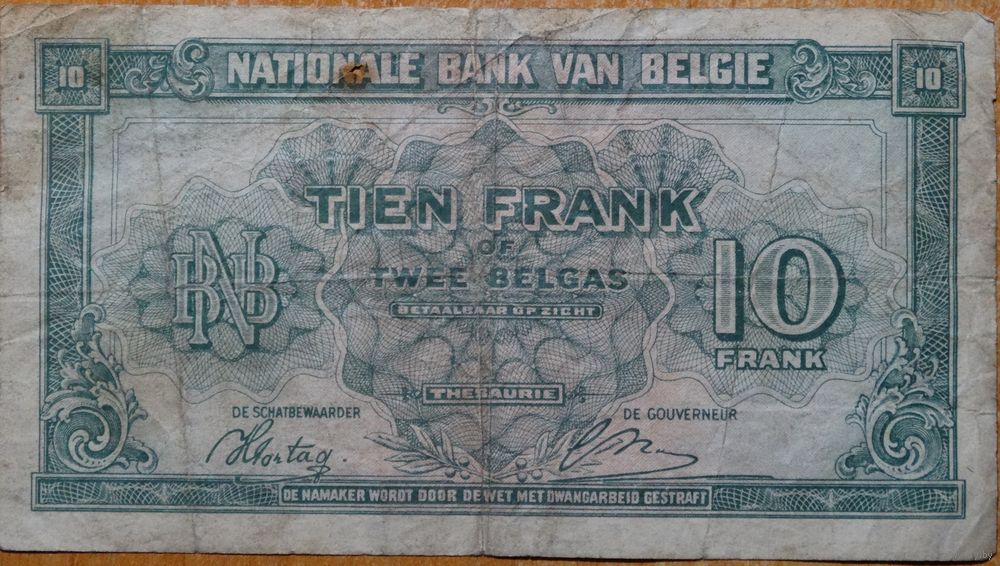 10 NATIONALE BANK VAN BELGIE 10
TIEN FRANK
OF
TWEE BELGAS
BETAALBAAR OP ZICHT
BNB
10
FRANK
THESAURIE
DE SCHATBEWAARDER
DE GOUVERNEUR
DE NAMAKER WORDT DOOR DE WET MET DWANGARBEID GESTRAFT